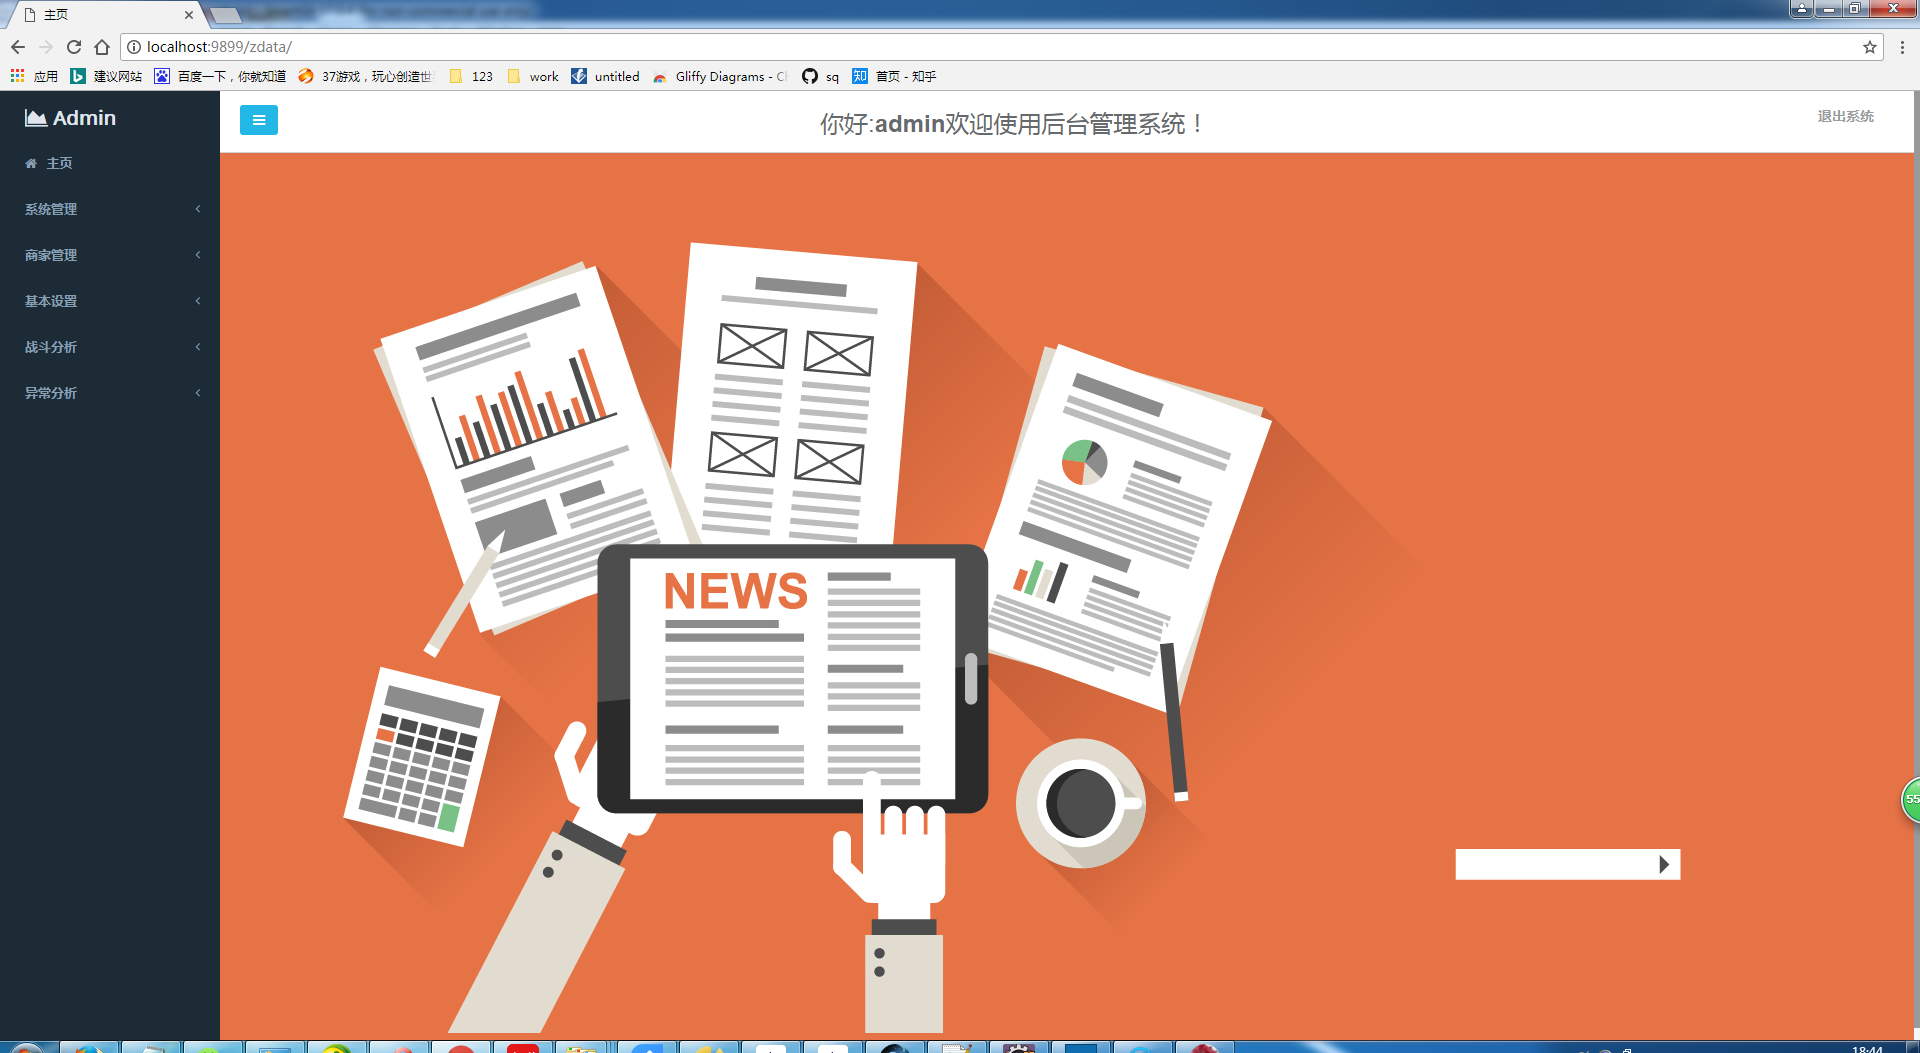 主页
localhost:9899/zdata/
应用 建议网站 百度一下，你就知道 37游戏，玩心创造世 123 work untitled Gliffy Diagrams - C sq 知 首页 - 知乎
Admin
你好:admin欢迎使用后台管理系统！
退出系统
主页
系统管理
商家管理
基本设置
战斗分析
异常分析
NEWS
55
18:44